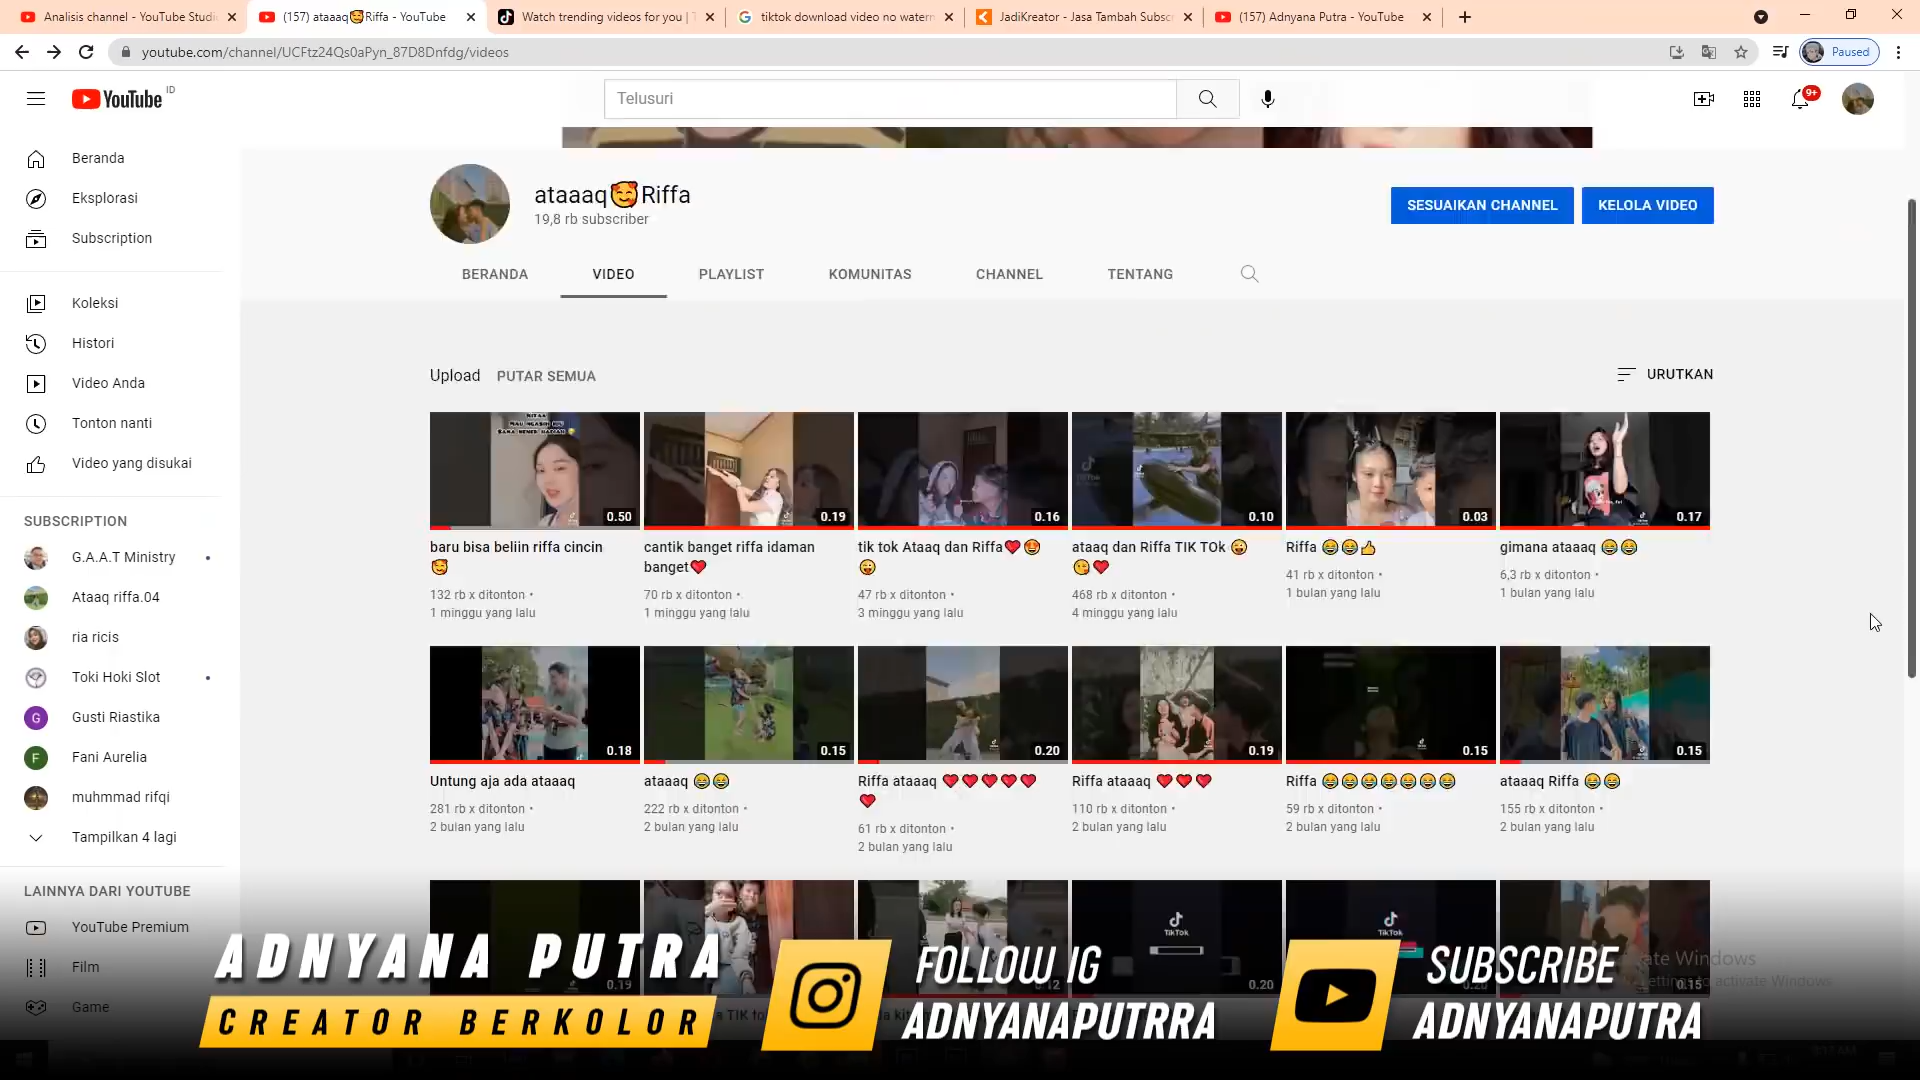 Analisis channel - YouTube Studi
(157) ataaaq🥰Riffa - YouTube
Watch trending videos for you | T
tiktok download video no watern
JadiKreator - Jasa Tambah Subsc
(157) Adnyana Putra - YouTube
youtube.com/channel/UCFtz24Qs0aPyn_87D8Dnfdg/videos
Paused
YouTube ID
Telusuri
9+
Beranda
Eksplorasi
Subscription
Koleksi
Histori
Video Anda
Tonton nanti
Video yang disukai
SUBSCRIPTION
G.A.A.T Ministry
Ataaq riffa.04
ria ricis
Toki Hoki Slot
G
Gusti Riastika
F
Fani Aurelia
muhmmad rifqi
Tampilkan 4 lagi
LAINNYA DARI YOUTUBE
YouTube Premium
Film
Game
ataaaq🥰Riffa
19,8 rb subscriber
SESUAIKAN CHANNEL
KELOLA VIDEO
BERANDA
VIDEO
PLAYLIST
KOMUNITAS
CHANNEL
TENTANG
Upload
PUTAR SEMUA
URUTKAN
0.50
0.19
0.16
0.10
0.03
0.17
baru bisa beliin riffa cincin
🥰
132 rb x ditonton •
1 minggu yang lalu
cantik banget riffa idaman
banget❤️
70 rb x ditonton •
1 minggu yang lalu
tik tok Ataaq dan Riffa❤️🤩
😜
47 rb x ditonton •
3 minggu yang lalu
ataaq dan Riffa TIK TOk 😜
😘❤️
468 rb x ditonton •
4 minggu yang lalu
Riffa 😂😂👍
41 rb x ditonton •
1 bulan yang lalu
gimana ataaaq 😂😂
6,3 rb x ditonton •
1 bulan yang lalu
0.18
0.15
0.20
0.19
0.15
0.15
Untung aja ada ataaaq
281 rb x ditonton •
2 bulan yang lalu
ataaaq 😂😂
222 rb x ditonton •
2 bulan yang lalu
Riffa ataaaq ❤️❤️❤️❤️❤️
❤️
61 rb x ditonton •
2 bulan yang lalu
Riffa ataaaq ❤️❤️❤️
110 rb x ditonton •
2 bulan yang lalu
Riffa 😂😂😂😂😂😂😂
59 rb x ditonton •
2 bulan yang lalu
ataaaq Riffa 😂😂
155 rb x ditonton •
2 bulan yang lalu
TikTok
TikTok
0.19
0.20
ADNYANA PUTRA
CREATOR BERKOLOR
FOLLOW IG
ADNYANAPUTRRA
SUBSCRIBE
ADNYANAPUTRA